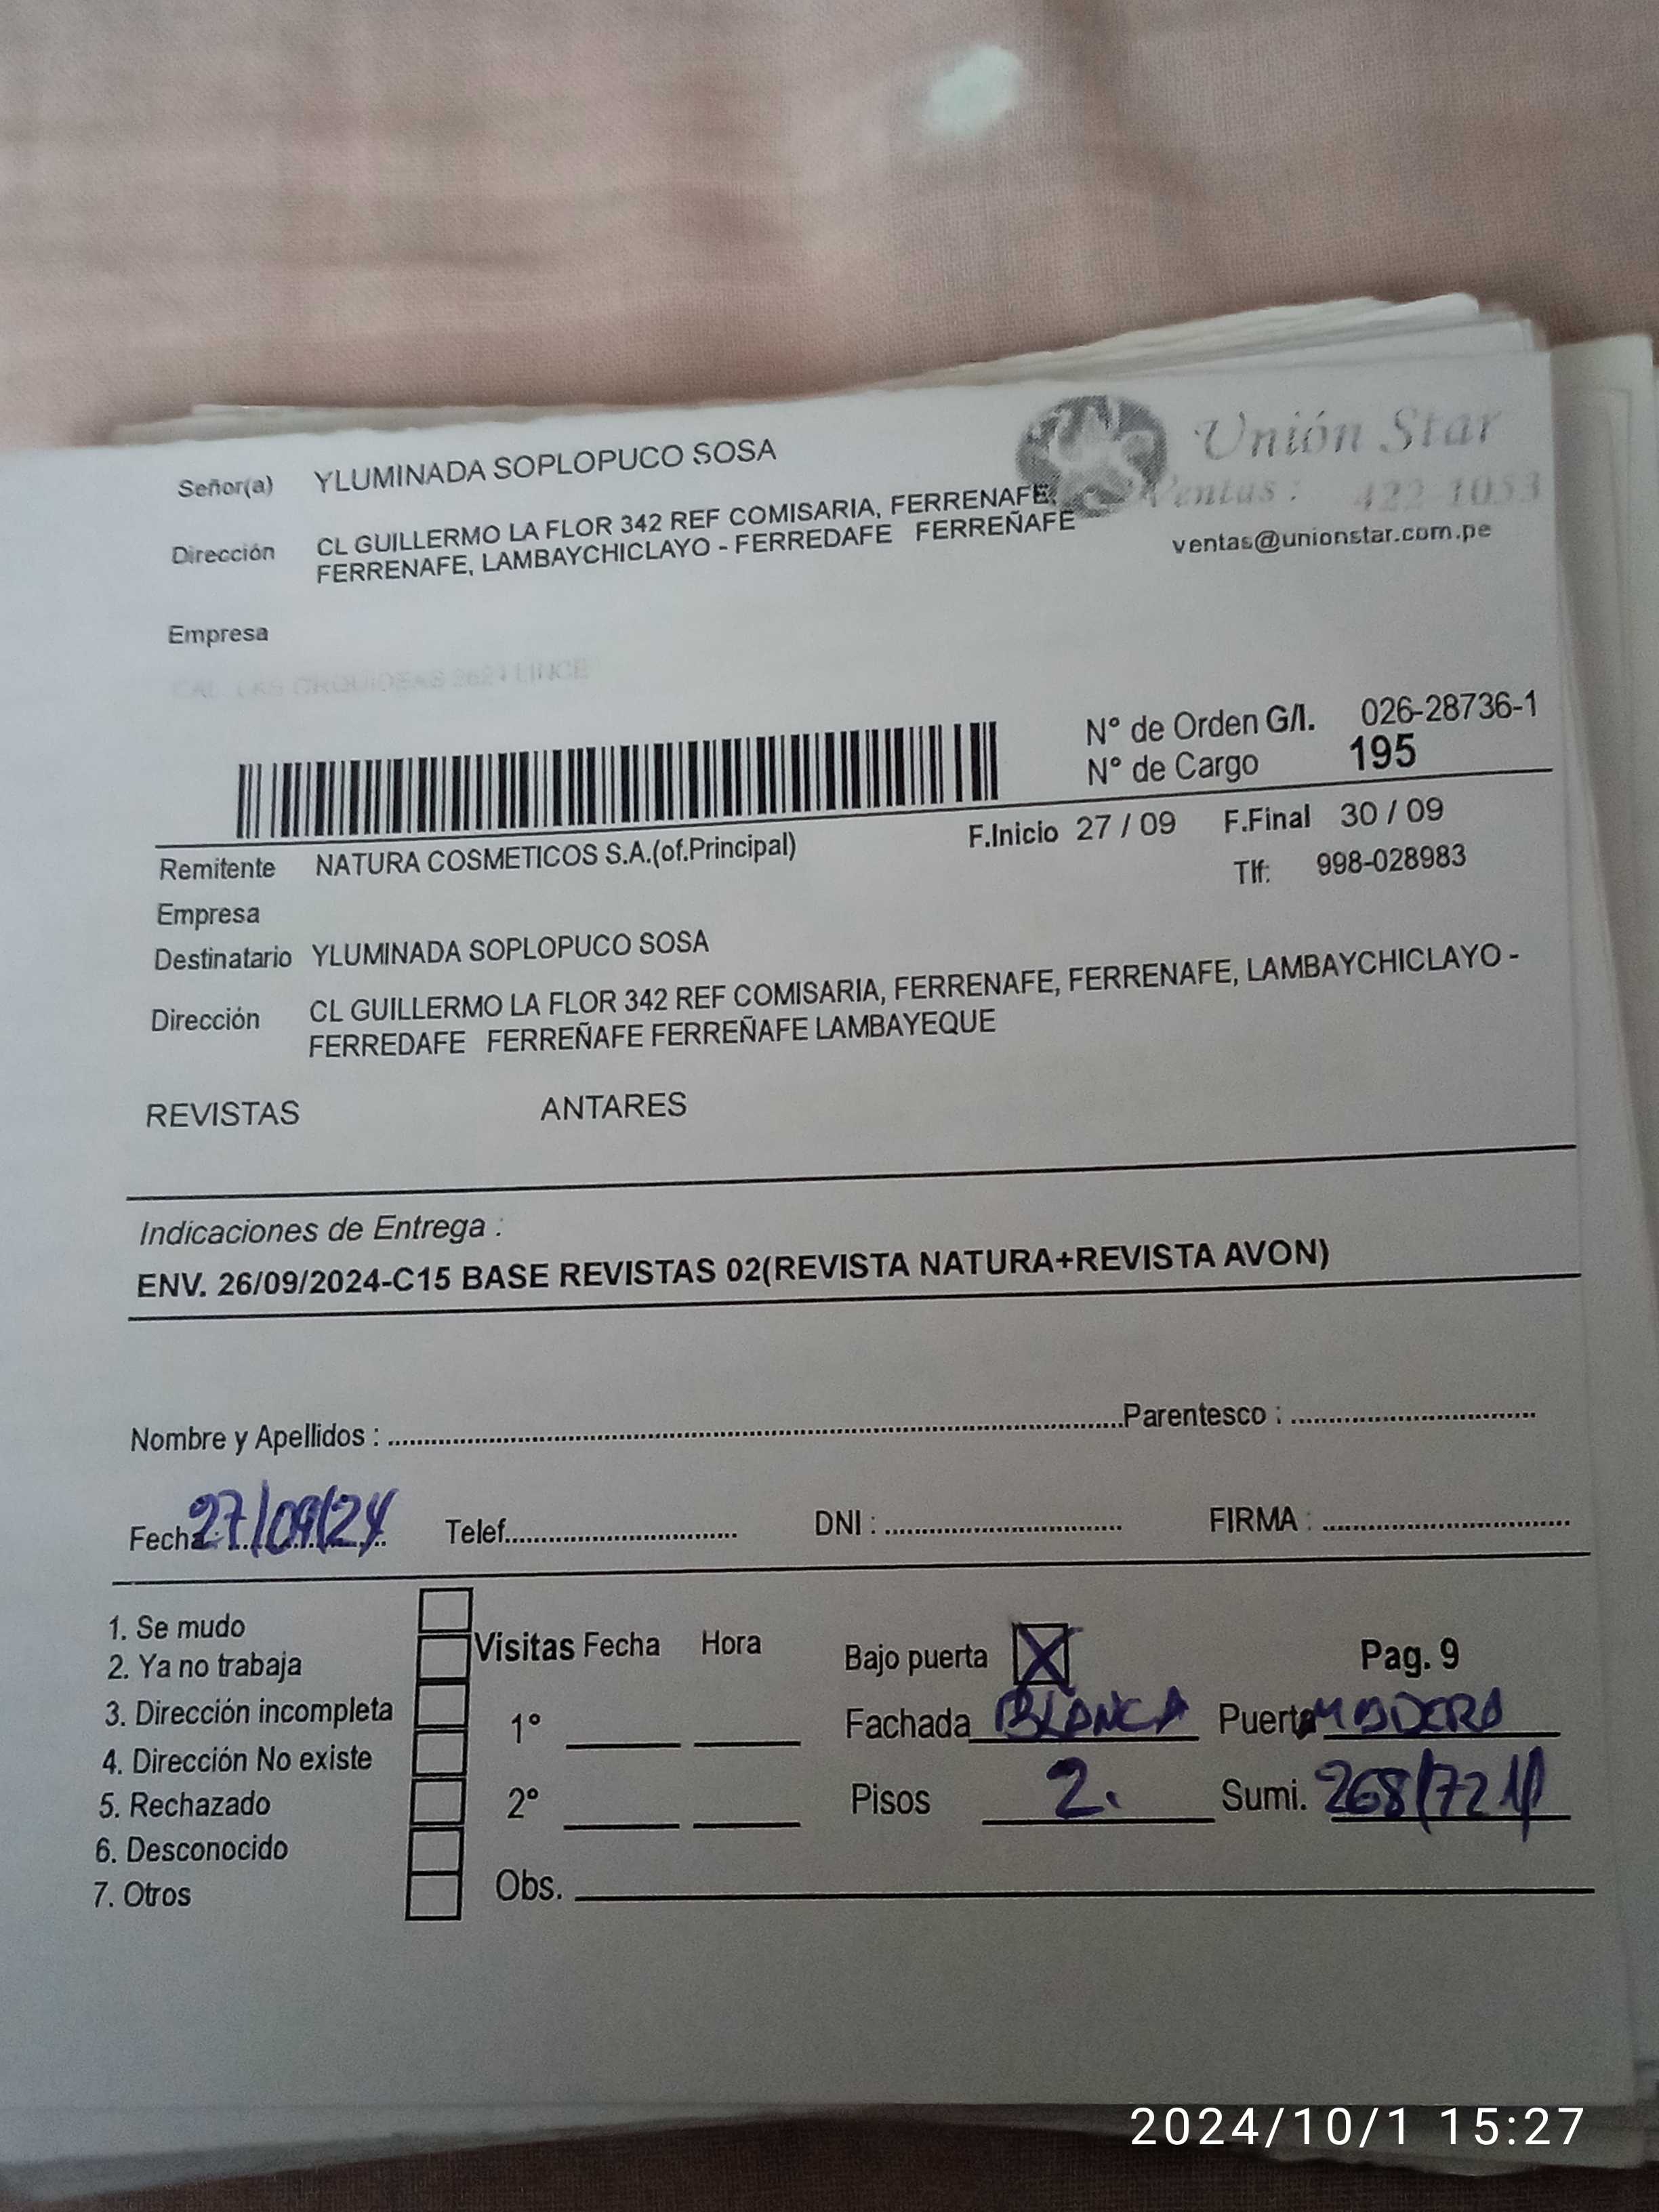 Unión Star
Señor(a) YLUMINADA SOPLOPUCO SOSA
Ventas: 422 1053
Dirección CL GUILLERMO LA FLOR 342 REF COMISARIA, FERRENAFE,
FERRENAFE, LAMBAYCHICLAYO - FERREDAFE FERREÑAFE
ventas@unionstar.com.pe
Empresa
CAL. LAS ORQUIDEAS 2621 LINCE
N° de Orden G/I. 026-28736-1
N° de Cargo 195
F.Inicio 27 / 09 F.Final 30 / 09
Remitente NATURA COSMETICOS S.A.(of.Principal)
Tlf: 998-028983
Empresa
Destinatario YLUMINADA SOPLOPUCO SOSA
Dirección CL GUILLERMO LA FLOR 342 REF COMISARIA, FERRENAFE, FERRENAFE, LAMBAYCHICLAYO -
FERREDAFE FERREÑAFE FERREÑAFE LAMBAYEQUE
REVISTAS ANTARES
Indicaciones de Entrega :
ENV. 26/09/2024-C15 BASE REVISTAS 02(REVISTA NATURA+REVISTA AVON)
Nombre y Apellidos : Parentesco :
Fecha 27/09/24 Telef. DNI : FIRMA :
1. Se mudo
2. Ya no trabaja
3. Dirección incompleta
4. Dirección No existe
5. Rechazado
6. Desconocido
7. Otros
Visitas Fecha Hora
1°
2°
Obs.
Bajo puerta X Pag. 9
Fachada BLANCA Puerta MADERA
Pisos 2. Sumi.
2024/10/1 15:27